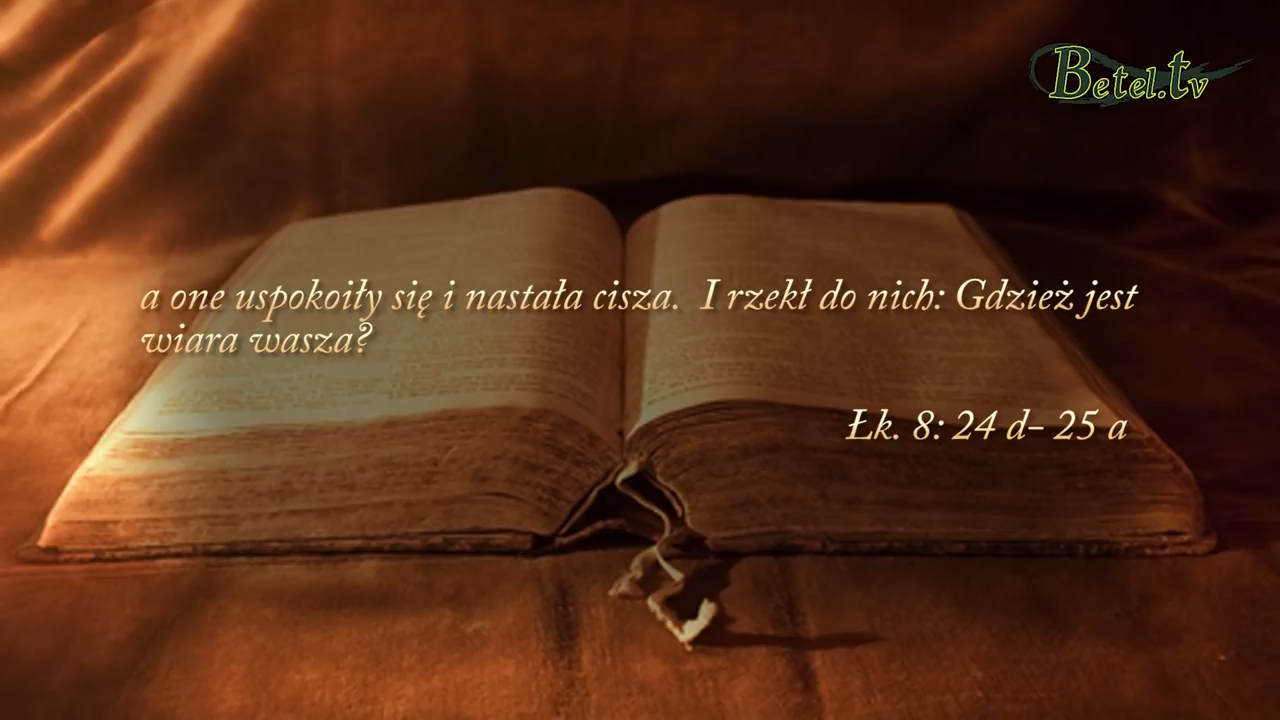 Betel.tv
a one uspokoiły się i nastała cisza.  I rzekł do nich: Gdzież jest
wiara wasza?
Łk. 8: 24 d- 25 a